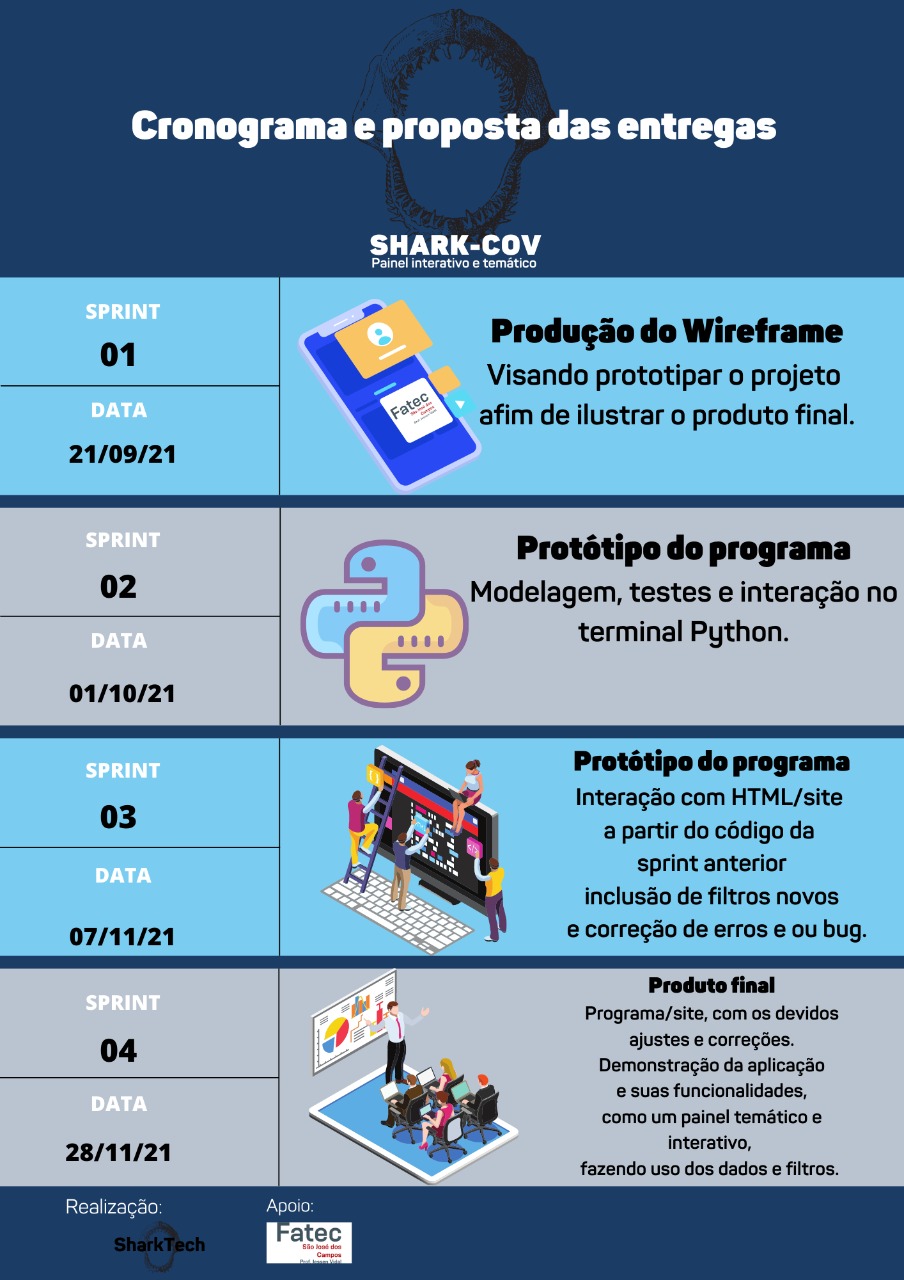 Cronograma e proposta das entregas
SHARK-COV
Painel interativo e temático
SPRINT
01
DATA
21/09/21
Fatec
São José dos
Campos
Produção do Wireframe
Visando prototipar o projeto
afim de ilustrar o produto final.
SPRINT
02
DATA
01/10/21
Protótipo do programa
Modelagem, testes e interação no
terminal Python.
SPRINT
03
DATA
07/11/21
Protótipo do programa
Interação com HTML/site
a partir do código da
sprint anterior
inclusão de filtros novos
e correção de erros e ou bug.
SPRINT
04
DATA
28/11/21
Produto final
Programa/site, com os devidos
ajustes e correções.
Demonstração da aplicação
e suas funcionalidades,
como um painel temático e
interativo,
fazendo uso dos dados e filtros.
Realização:
SharkTech
Apoio:
Fatec
São José dos
Campos
Prof. Jessen Vidal